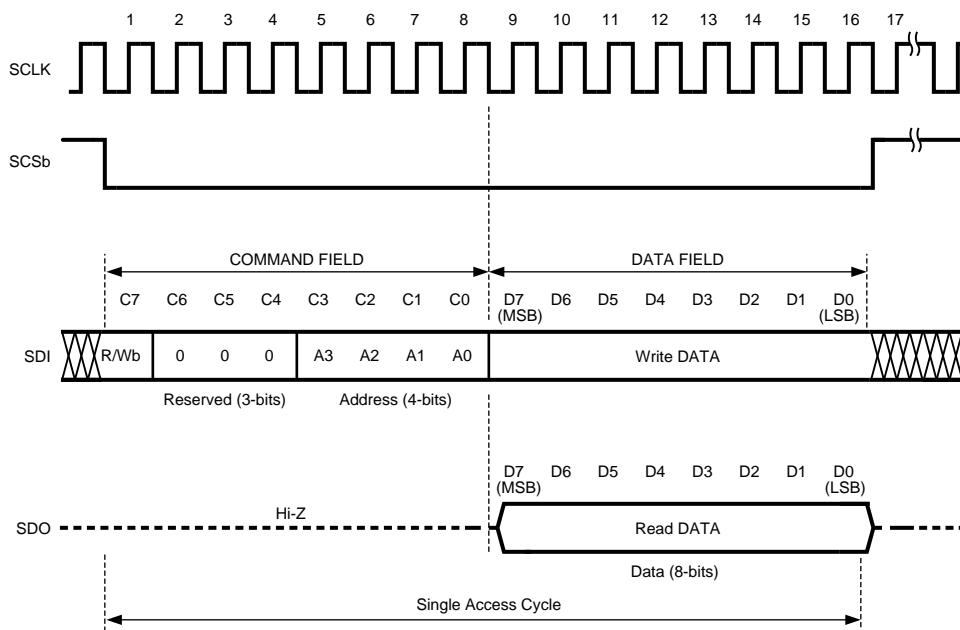 1 2 3 4 5 6 7 8 9 10 11 12 13 14 15 16 17
SCLK
SCSb
COMMAND FIELD DATA FIELD
C7 C6 C5 C4 C3 C2 C1 C0 D7 D6 D5 D4 D3 D2 D1 D0
(MSB) (LSB)
SDI R/Wb 0 0 0 A3 A2 A1 A0 Write DATA
Reserved (3-bits) Address (4-bits)
D7 D6 D5 D4 D3 D2 D1 D0
(MSB) (LSB)
Hi-Z
SDO Read DATA
Data (8-bits)
Single Access Cycle